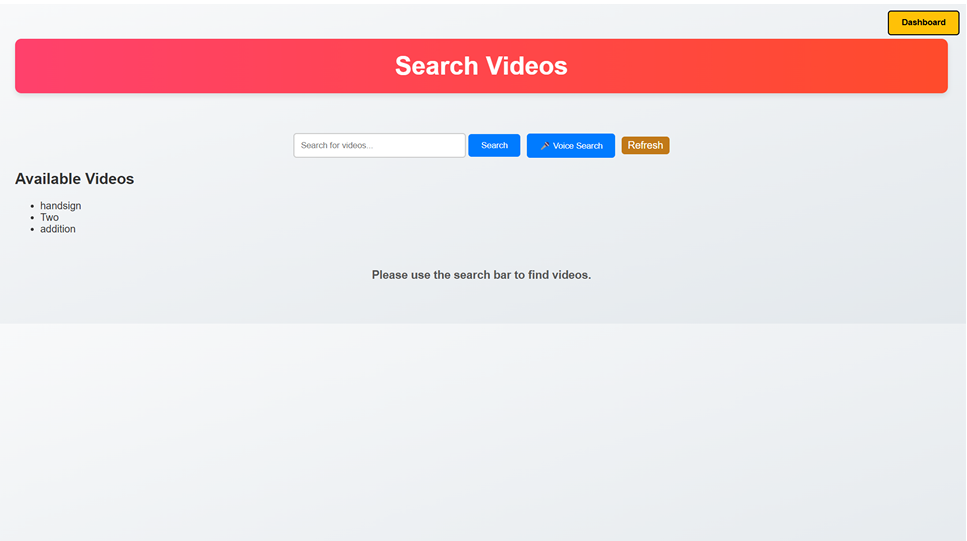 Dashboard
Search Videos
Search for videos...
Search
Voice Search
Refresh
Available Videos
handsign
Two
addition
Please use the search bar to find videos.